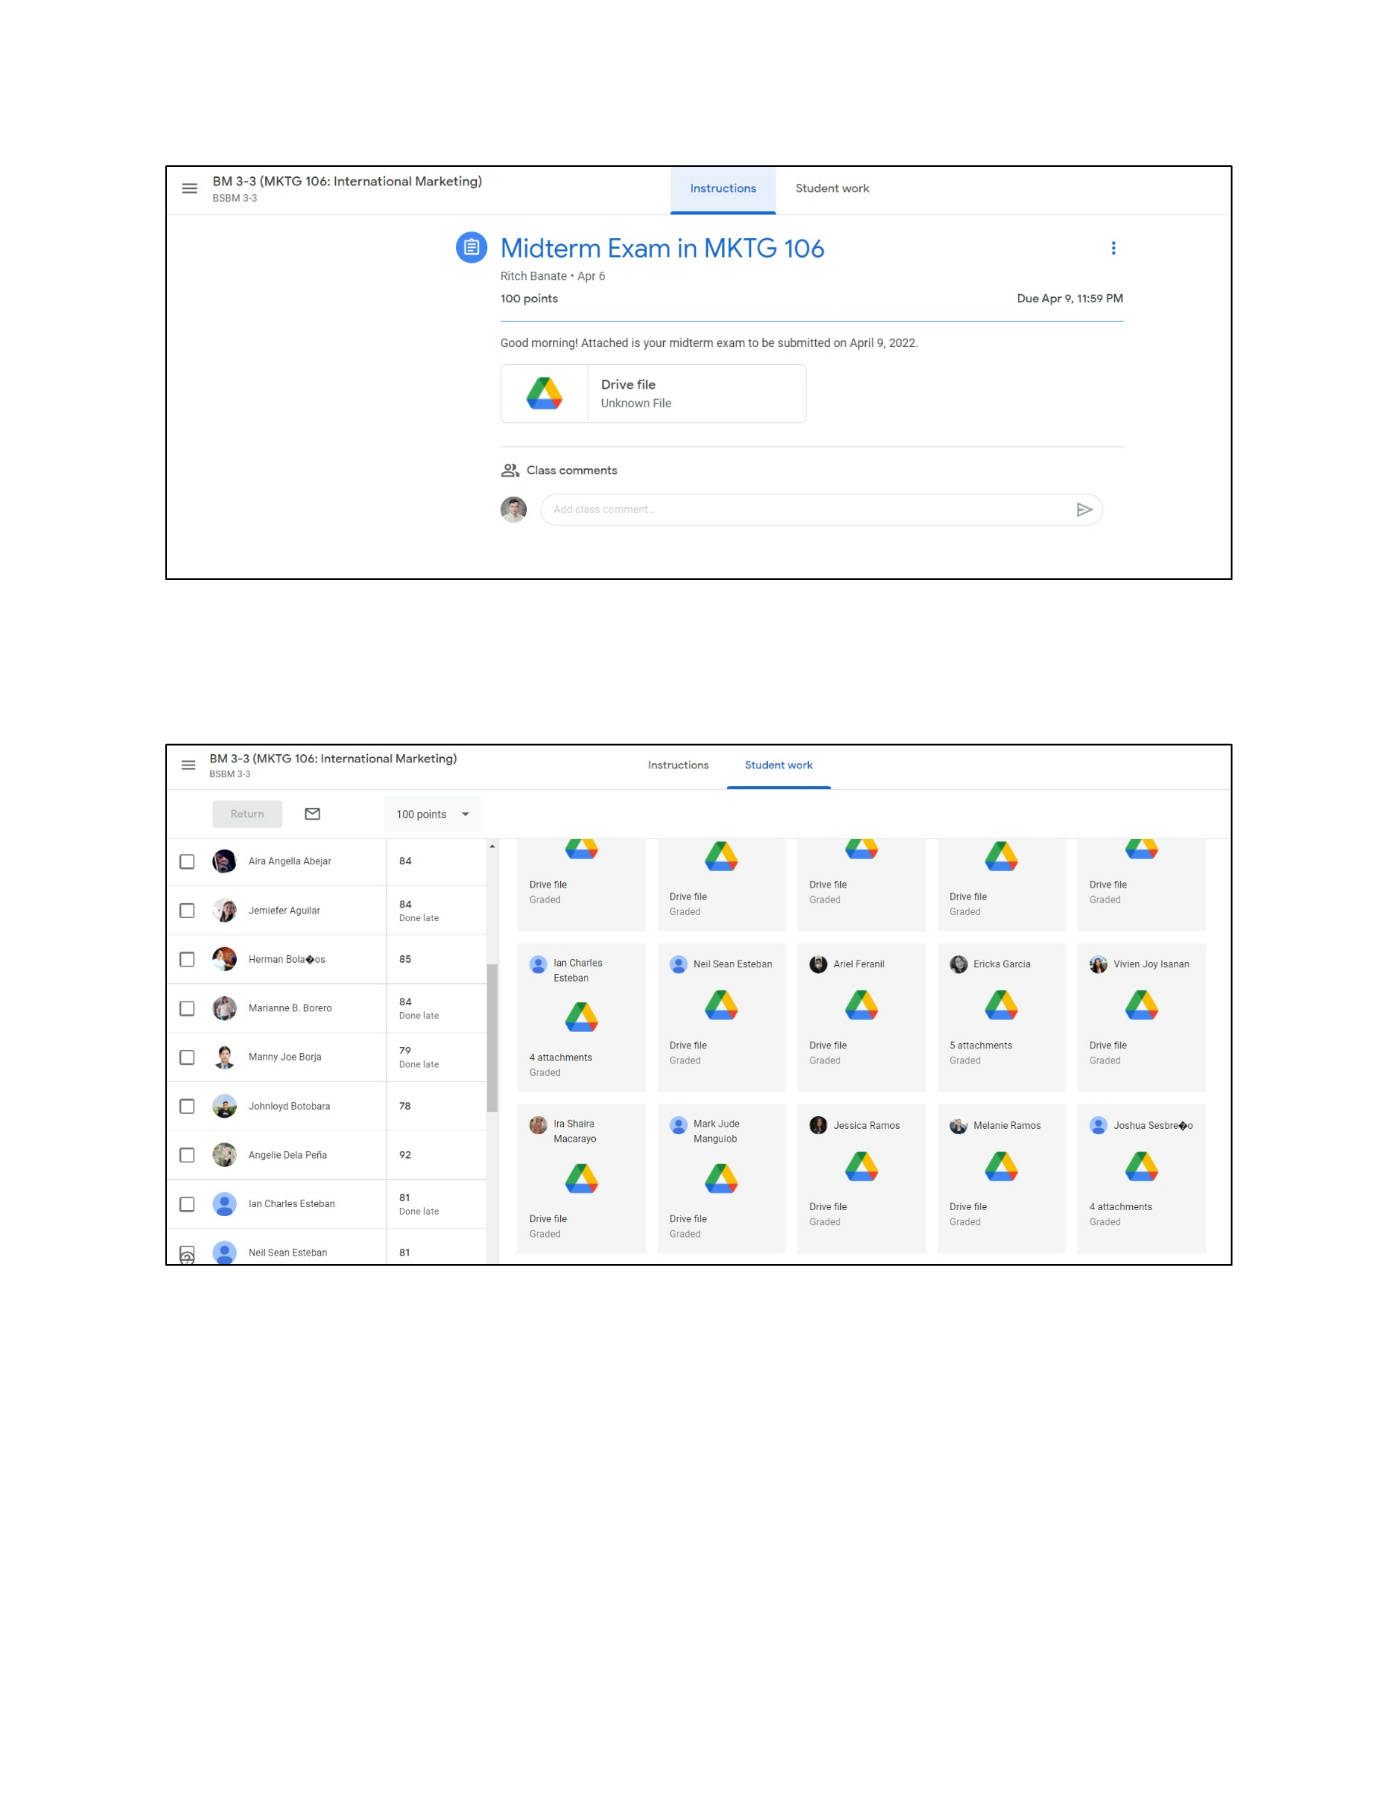 BM 3-3 (MKTG 106: International Marketing)
BSBM 3-3
Instructions
Student work
Midterm Exam in MKTG 106
Ritch Banate • Apr 6
100 points
Due Apr 9, 11:59 PM
Good morning! Attached is your midterm exam to be submitted on April 9, 2022.
Drive file
Unknown File
Class comments
Add class comment...
BM 3-3 (MKTG 106: International Marketing)
BSBM 3-3
Instructions
Student work
Return
100 points
Aira Angella Abejar
84
Jemiefer Aguilar
84
Done late
Herman Bola�os
85
Marianne B. Borero
84
Done late
Manny Joe Borja
79
Done late
Johnloyd Botobara
78
Angelie Dela Peña
92
Ian Charles Esteban
81
Done late
Neil Sean Esteban
81
Drive file
Graded
Drive file
Graded
Drive file
Graded
Drive file
Graded
Drive file
Graded
Ian Charles
Esteban
4 attachments
Graded
Neil Sean Esteban
Drive file
Graded
Ariel Feranil
Drive file
Graded
Ericka Garcia
5 attachments
Graded
Vivien Joy Isanan
Drive file
Graded
Ira Shaira
Macarayo
Drive file
Graded
Mark Jude
Manguiob
Drive file
Graded
Jessica Ramos
Drive file
Graded
Melanie Ramos
Drive file
Graded
Joshua Sesbre�o
4 attachments
Graded